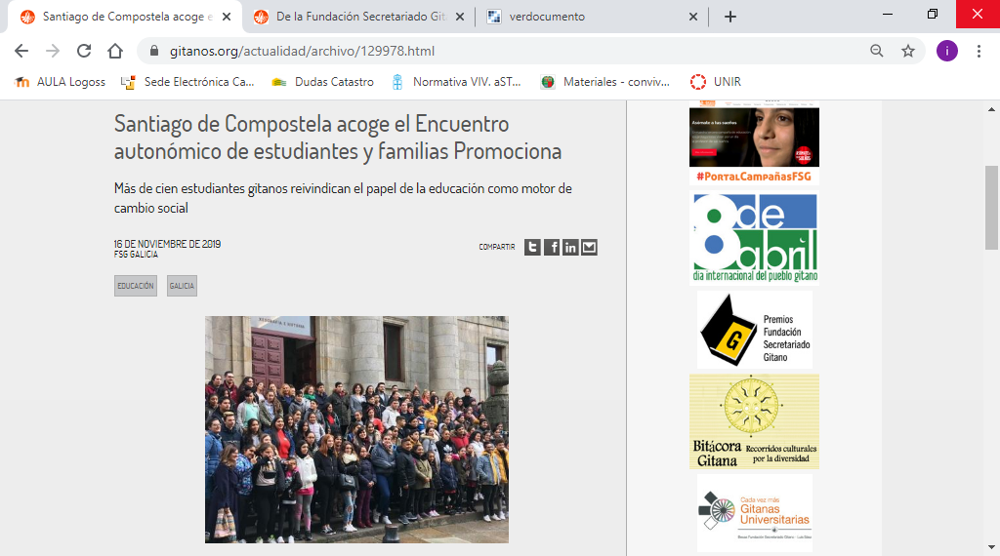 Santiago de Compostela acoge e
De la Fundación Secretariado Git
verdocumento
gitanos.org/actualidad/archivo/129978.html
i
AULA Logoss
Sede Electrónica Ca...
Dudas Catastro
Normativa VIV. aST...
Materiales - conviv...
UNIR
Santiago de Compostela acoge el Encuentro
autonómico de estudiantes y familias Promociona
Más de cien estudiantes gitanos reivindican el papel de la educación como motor de
cambio social
16 DE NOVIEMBRE DE 2019
FSG GALICIA
COMPARTIR
EDUCACIÓN
GALICIA
Asómate a tus sueños
#PORTALCAMPAÑASFSG
8 de
abril
día internacional del pueblo gitano
G
Premios
Fundación
Secretariado
Gitano
Bitácora
Gitana
Recorridos culturales
por la diversidad
Cada vez más
Gitanas
Universitarias